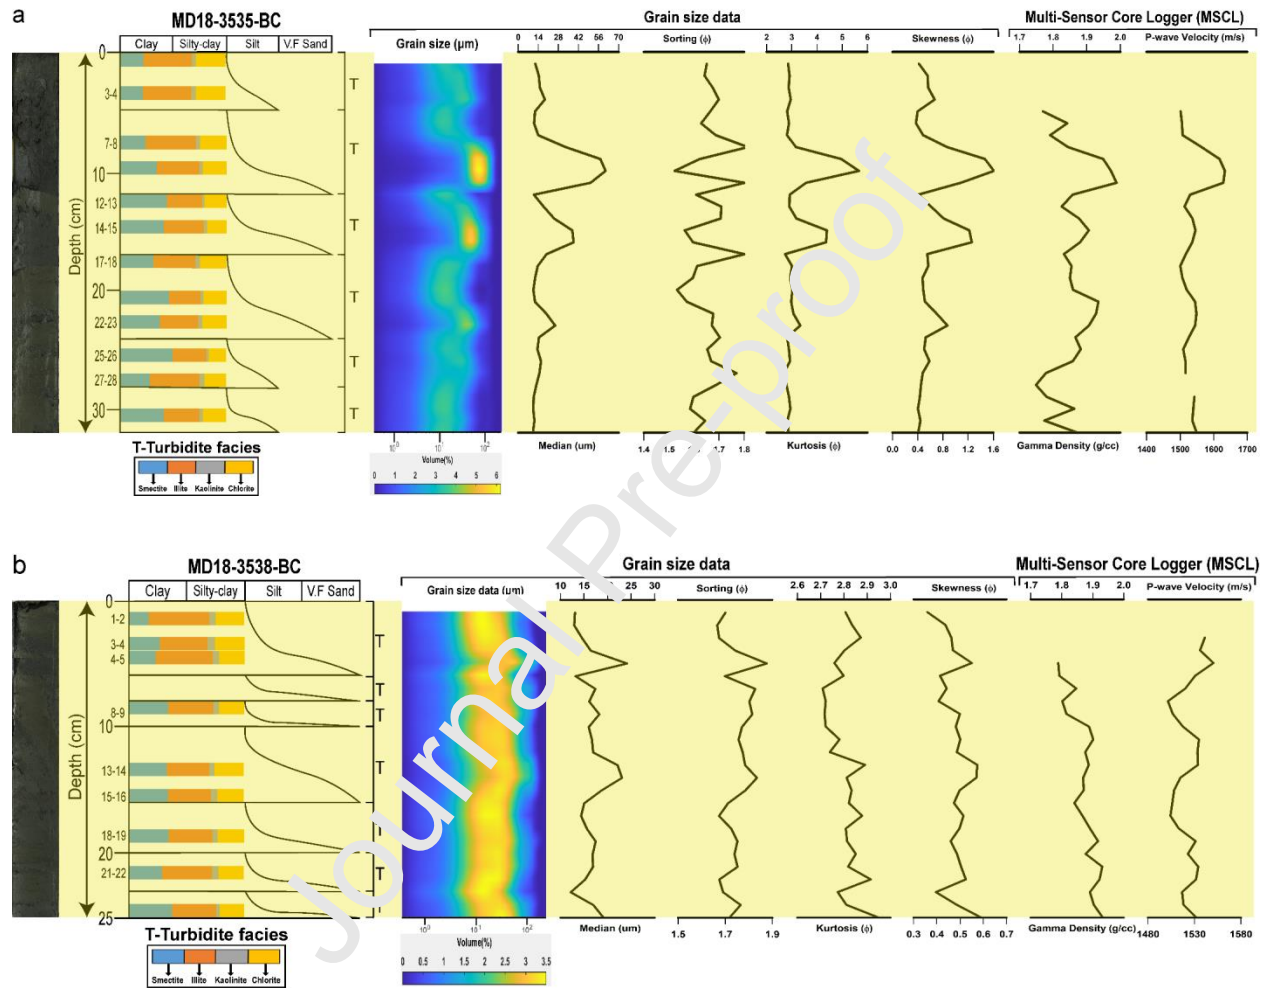 a
MD18-3535-BC
Clay Silty-clay Silt V.F Sand
Grain size (µm)
Grain size data
0 14 28 42 56 70
Sorting (ϕ)
2 3 4 5 6
Skewness (ϕ)
Multi-Sensor Core Logger (MSCL)
1.7 1.8 1.9 2.0
P-wave Velocity (m/s)
Depth (cm)
0
3-4
7-8
10
12-13
14-15
17-18
20
22-23
25-26
27-28
30
T
T
T
T
T
T
10⁰ 10¹ 10²
Volume(%)
0 1 2 3 4 5 6
Median (um)
1.4 1.5 1.7 1.8
Kurtosis (ϕ)
0.0 0.4 0.8 1.2 1.6
Gamma Density (g/cc)
1400 1500 1600 1700
T-Turbidite facies
Smectite Illite Kaolinite Chlorite
b
MD18-3538-BC
Clay Silty-clay Silt V.F Sand
Grain size data (um)
Grain size data
10 15 25 30
Sorting (ϕ)
2.6 2.7 2.8 2.9 3.0
Skewness (ϕ)
Multi-Sensor Core Logger (MSCL)
1.7 1.8 1.9 2.0
P-wave Velocity (m/s)
Depth (cm)
0
1-2
3-4
4-5
8-9
10
13-14
15-16
18-19
20
21-22
25
T
T
T
T
T
10⁰ 10¹ 10²
Volume(%)
0 0.5 1 1.5 2 2.5 3 3.5
Median (um)
1.5 1.7 1.9
Kurtosis (ϕ)
0.3 0.4 0.5 0.6 0.7
Gamma Density (g/cc)
1480 1530 1580
T-Turbidite facies
Smectite Illite Kaolinite Chlorite
Journal Pre-proof